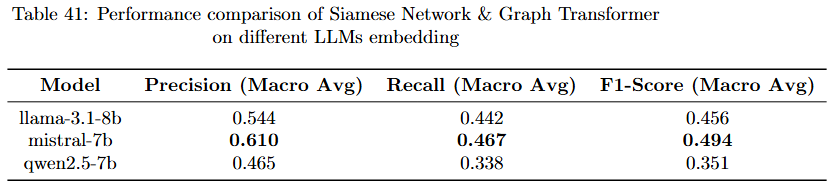 Table 41: Performance comparison of Siamese Network & Graph Transformer
on different LLMs embedding
Model Precision (Macro Avg) Recall (Macro Avg) F1-Score (Macro Avg)
llama-3.1-8b 0.544 0.442 0.456
mistral-7b 0.610 0.467 0.494
qwen2.5-7b 0.465 0.338 0.351